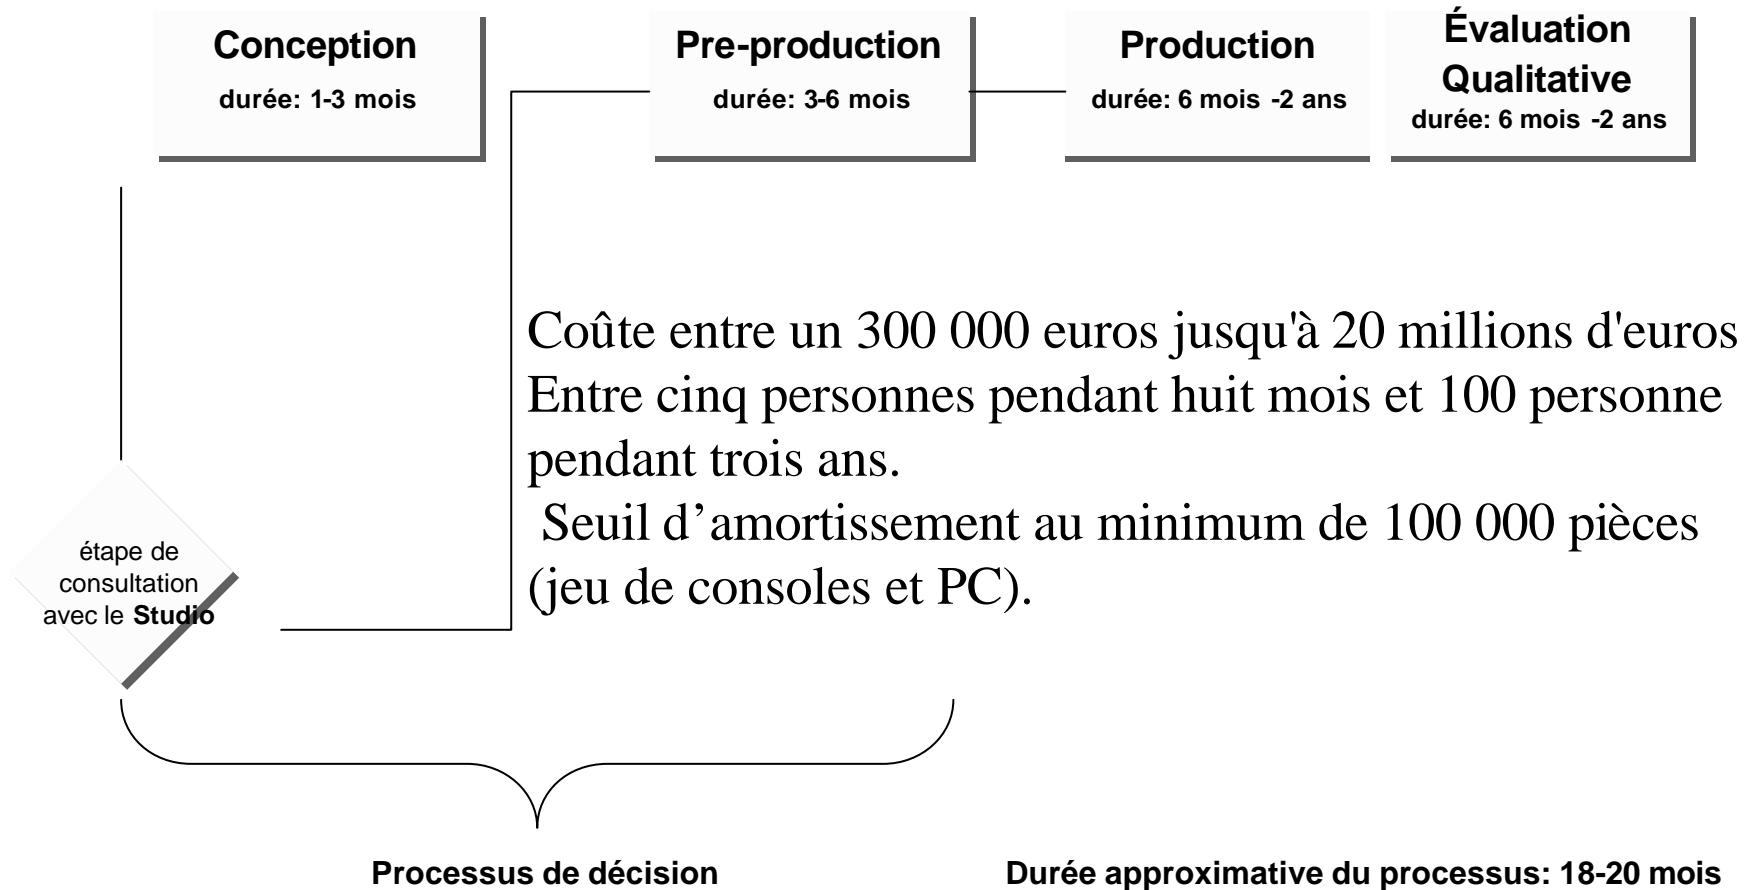 Conception
durée: 1-3 mois
Pre-production
durée: 3-6 mois
Production
durée: 6 mois -2 ans
Évaluation
Qualitative
durée: 6 mois -2 ans
Coûte entre un 300 000 euros jusqu'à 20 millions d'euros
Entre cinq personnes pendant huit mois et 100 personne
pendant trois ans.
Seuil d’amortissement au minimum de 100 000 pièces
(jeu de consoles et PC).
étape de
consultation
avec le Studio
Processus de décision
Durée approximative du processus: 18-20 mois